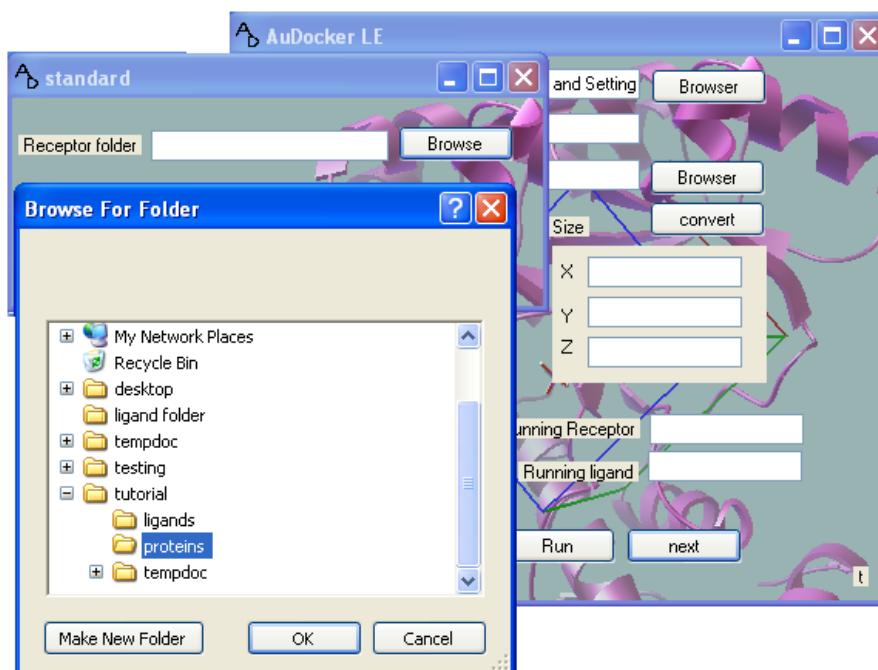 AuDocker LE
standard
and Setting
Browser
Receptor folder
Browse
Browser
convert
Browse For Folder
Size
X
Y
Z
My Network Places
Recycle Bin
desktop
ligand folder
tempdoc
testing
tutorial
ligands
proteins
tempdoc
unning Receptor
Running ligand
Run
next
t
Make New Folder
OK
Cancel